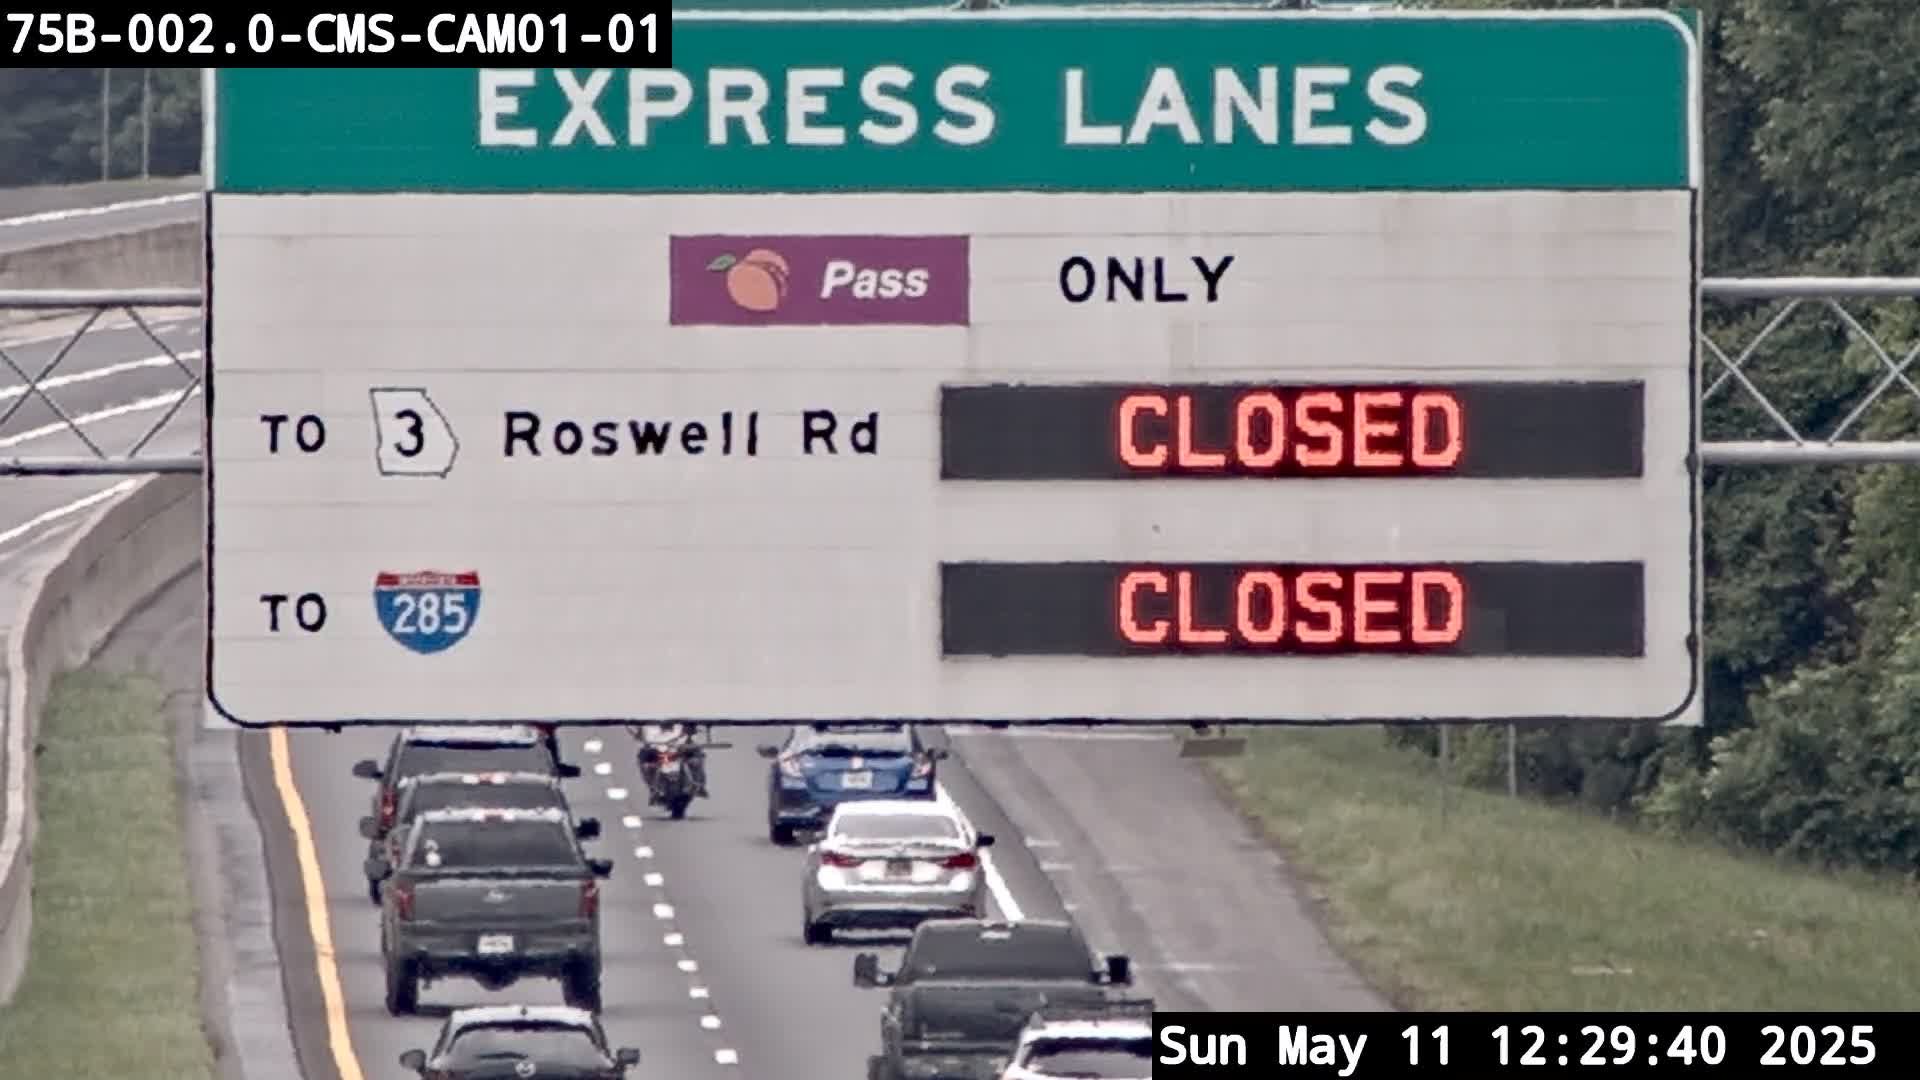 75B-002.0-CMS-CAM01-01
EXPRESS LANES
Pass ONLY
TO 3 Roswell Rd CLOSED
TO 285 CLOSED
Sun May 11 12:29:40 2025